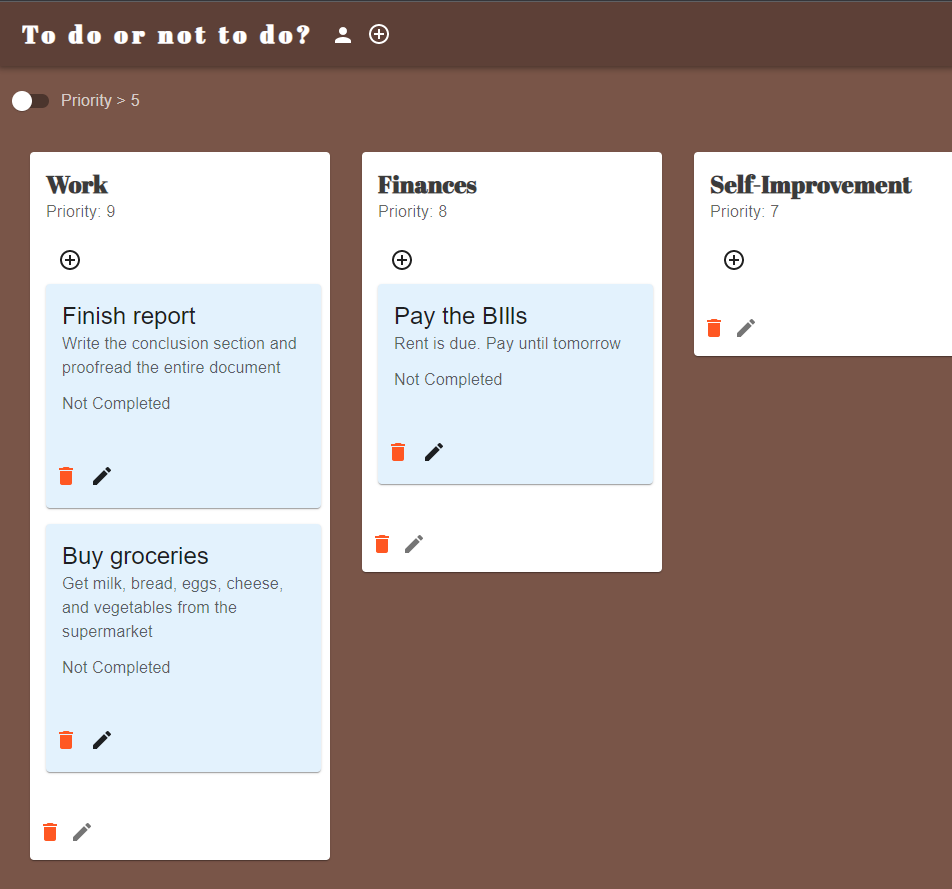 To do or not to do?
Priority > 5
Work
Priority: 9
Finish report
Write the conclusion section and
proofread the entire document
Not Completed
Buy groceries
Get milk, bread, eggs, cheese,
and vegetables from the
supermarket
Not Completed
Finances
Priority: 8
Pay the BIlls
Rent is due. Pay until tomorrow
Not Completed
Self-Improvement
Priority: 7